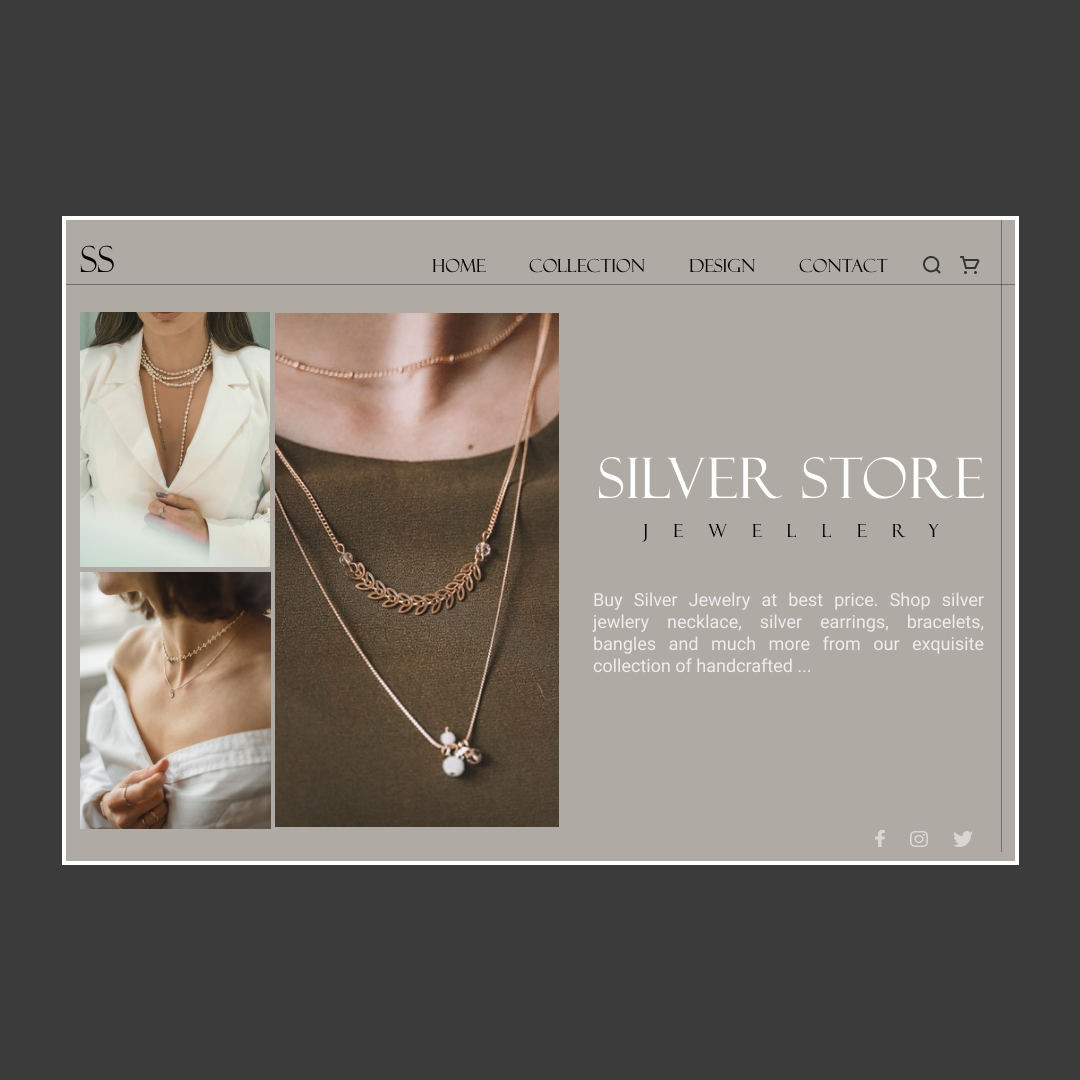 SS
HOME COLLECTION DESIGN CONTACT
SILVER STORE
JEWELLERY
Buy Silver Jewelry at best price. Shop silver
jewlery necklace, silver earrings, bracelets,
bangles and much more from our exquisite
collection of handcrafted ...